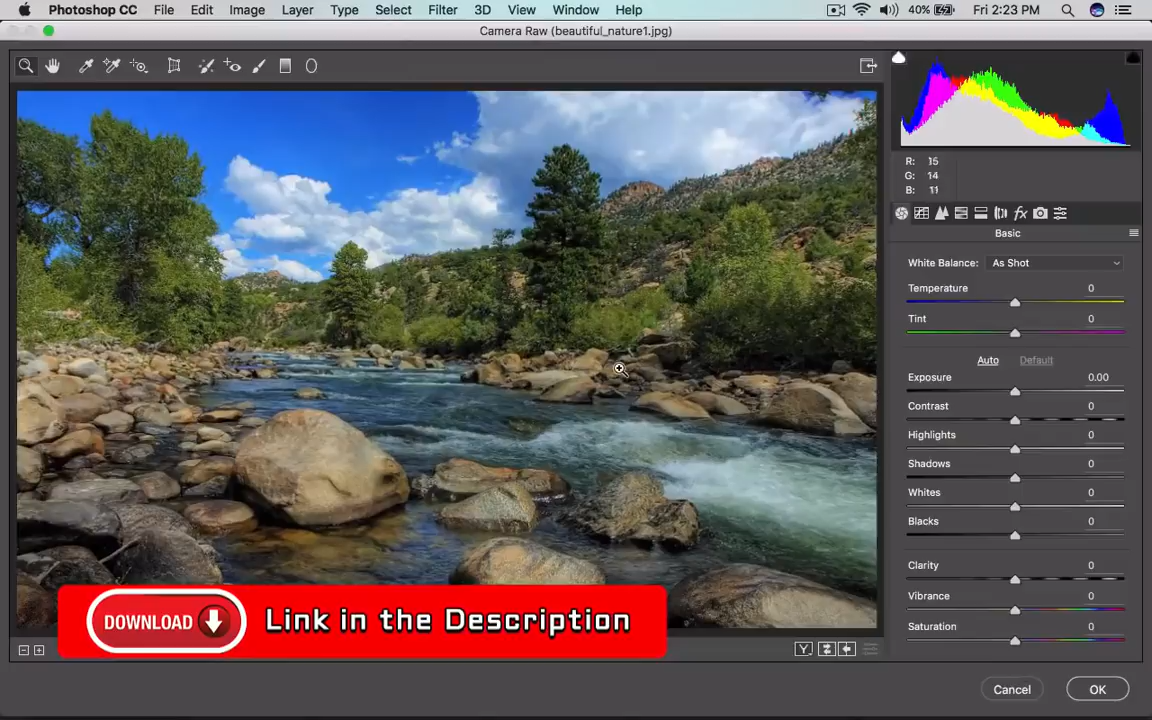 Photoshop CC File Edit Image Layer Type Select Filter 3D View Window Help 40% Fri 2:23 PM
Camera Raw (beautiful_nature1.jpg)
R: 15
G: 14
B: 11
fx
Basic
White Balance: As Shot
Temperature 0
Tint 0
Auto Default
Exposure 0.00
Contrast 0
Highlights 0
Shadows 0
Whites 0
Blacks 0
Clarity 0
Vibrance 0
Saturation 0
DOWNLOAD Link in the Description
Y
Cancel OK